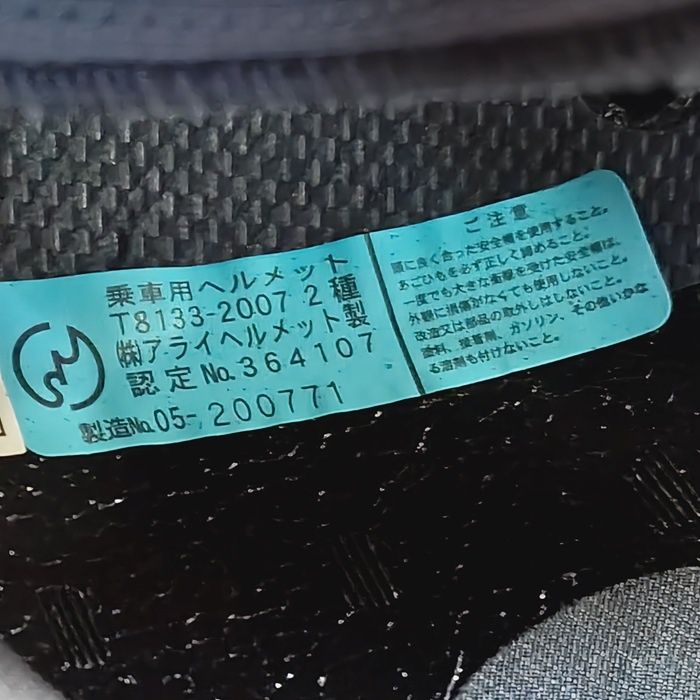 乗車用ヘルメット
T8133-2007 2種
㈱アライヘルメット製
認定 No. 364107
製造No.05-200771
ご注意
頭に良く合った安全帽を使用すること。
あごひもを必ず正しく締めること。
一度でも大きな衝撃を受けた安全帽は、
外観に損傷がなくても使用しないこと。
改造又は部品の取外しはしないこと。
塗料、接着剤、ガソリン、その他いかな
る溶剤も付けないこと。